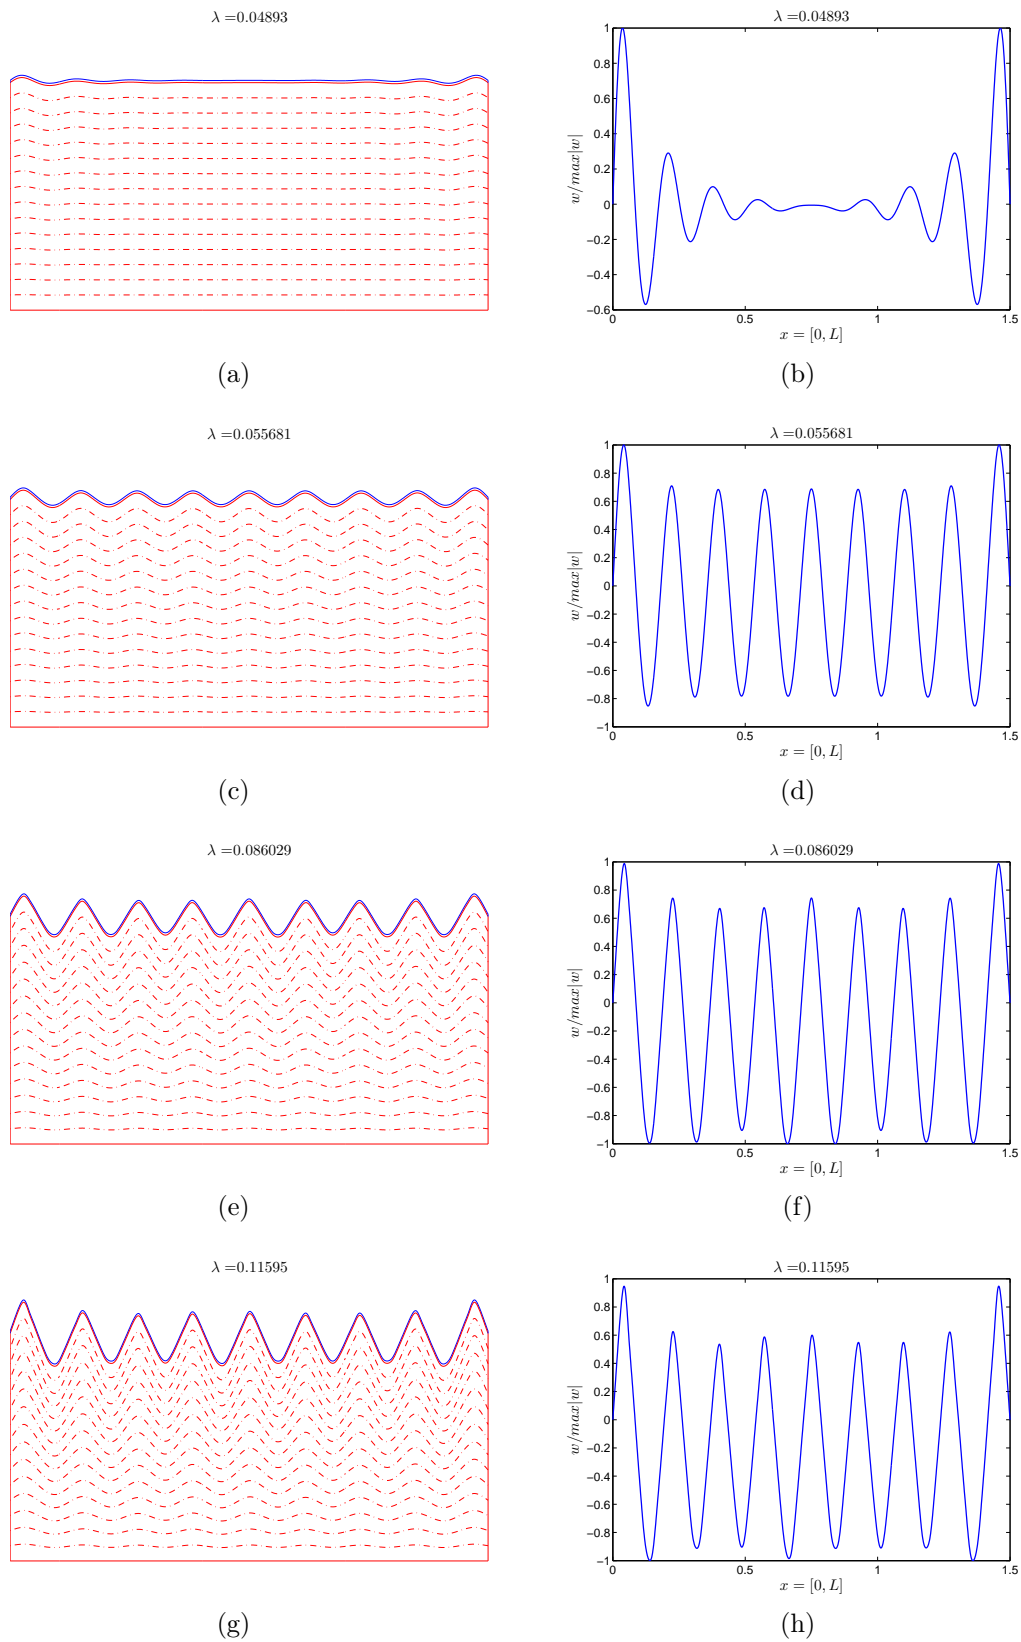 λ =0.04893
λ =0.04893
1
0.8
0.6
0.4
0.2
0
−0.2
−0.4
−0.6
w/max|w|
0 0.5 1 1.5
x = [0, L]
(a) (b)
λ =0.055681
λ =0.055681
1
0.8
0.6
0.4
0.2
0
−0.2
−0.4
−0.6
−0.8
−1
w/max|w|
0 0.5 1 1.5
x = [0, L]
(c) (d)
λ =0.086029
λ =0.086029
1
0.8
0.6
0.4
0.2
0
−0.2
−0.4
−0.6
−0.8
−1
w/max|w|
0 0.5 1 1.5
x = [0, L]
(e) (f)
λ =0.11595
λ =0.11595
1
0.8
0.6
0.4
0.2
0
−0.2
−0.4
−0.6
−0.8
−1
w/max|w|
0 0.5 1 1.5
x = [0, L]
(g) (h)